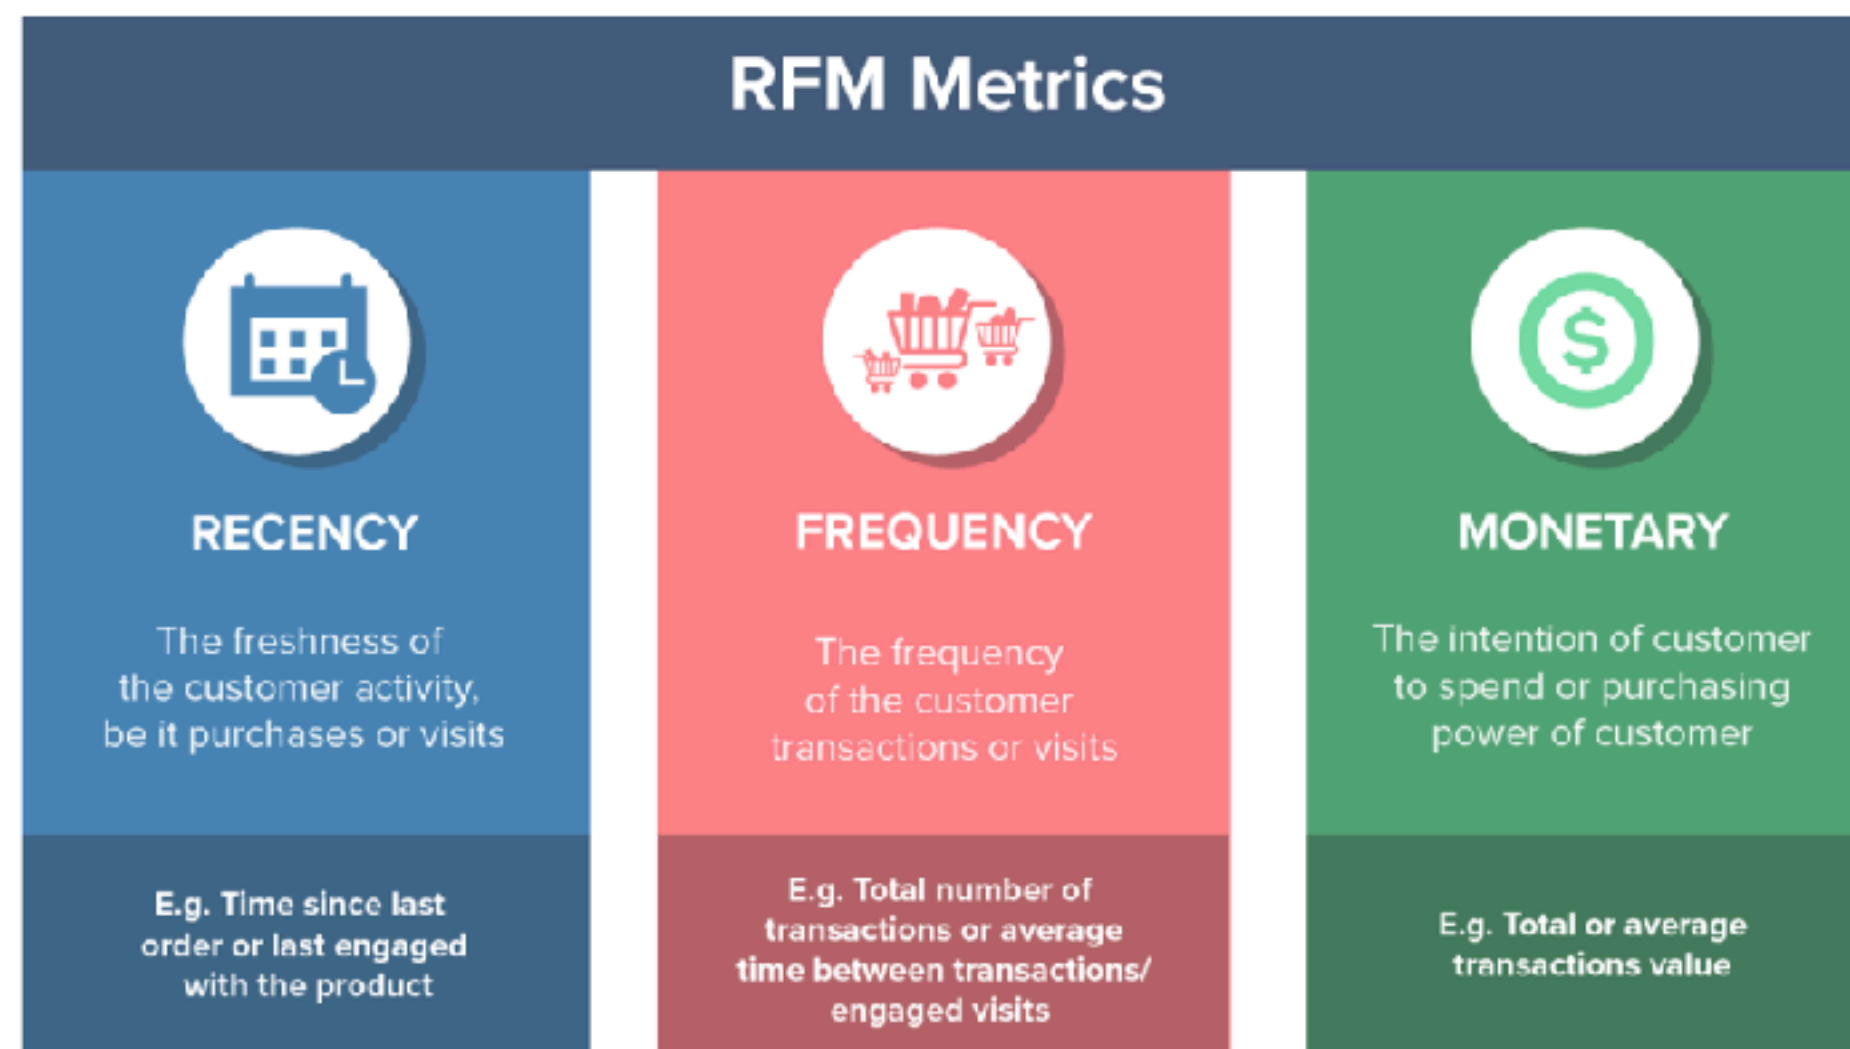 RFM Metrics
RECENCY
The freshness of
the customer activity,
be it purchases or visits
E.g. Time since last
order or last engaged
with the product
FREQUENCY
The frequency
of the customer
transactions or visits
E.g. Total number of
transactions or average
time between transactions/
engaged visits
MONETARY
The intention of customer
to spend or purchasing
power of customer
E.g. Total or average
transactions value